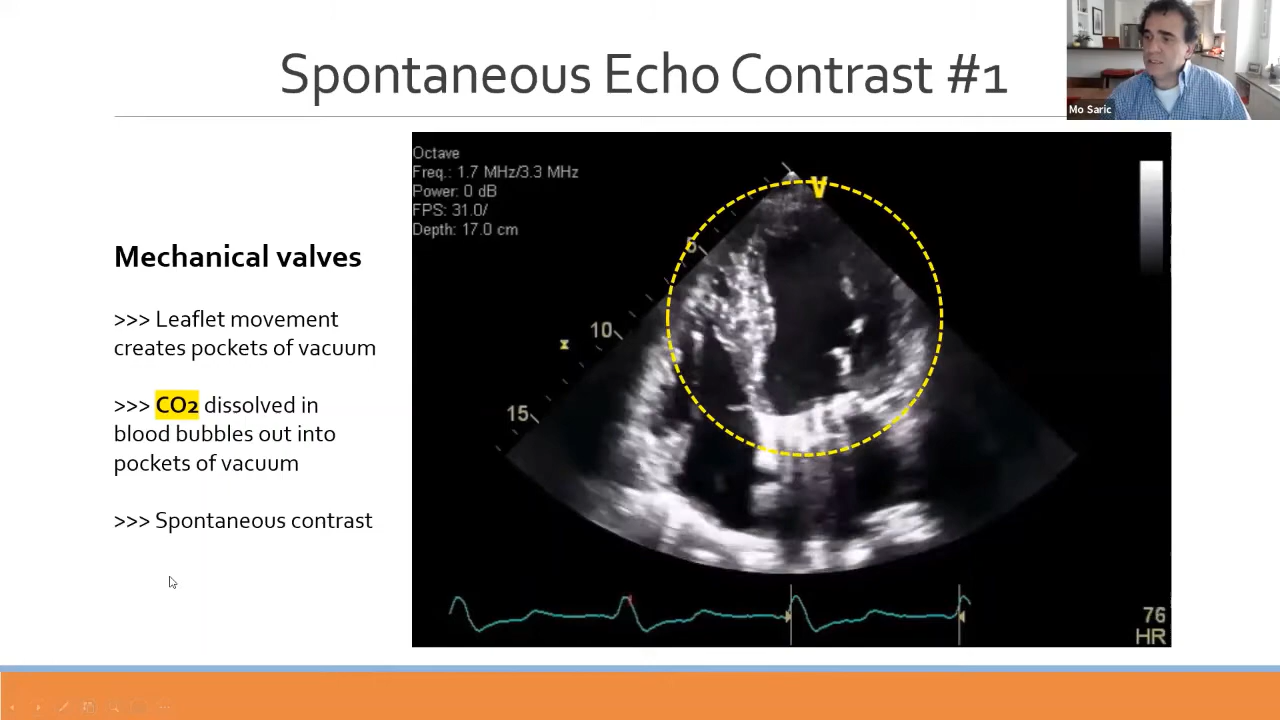 Spontaneous Echo Contrast #1
Mo Saric
Octave
Freq.: 1.7 MHz/3.3 MHz
Power: 0 dB
FPS: 31.0/
Depth: 17.0 cm
V
5
10
x
15
76
HR
Mechanical valves
>>> Leaflet movement
creates pockets of vacuum
>>> CO2 dissolved in
blood bubbles out into
pockets of vacuum
>>> Spontaneous contrast